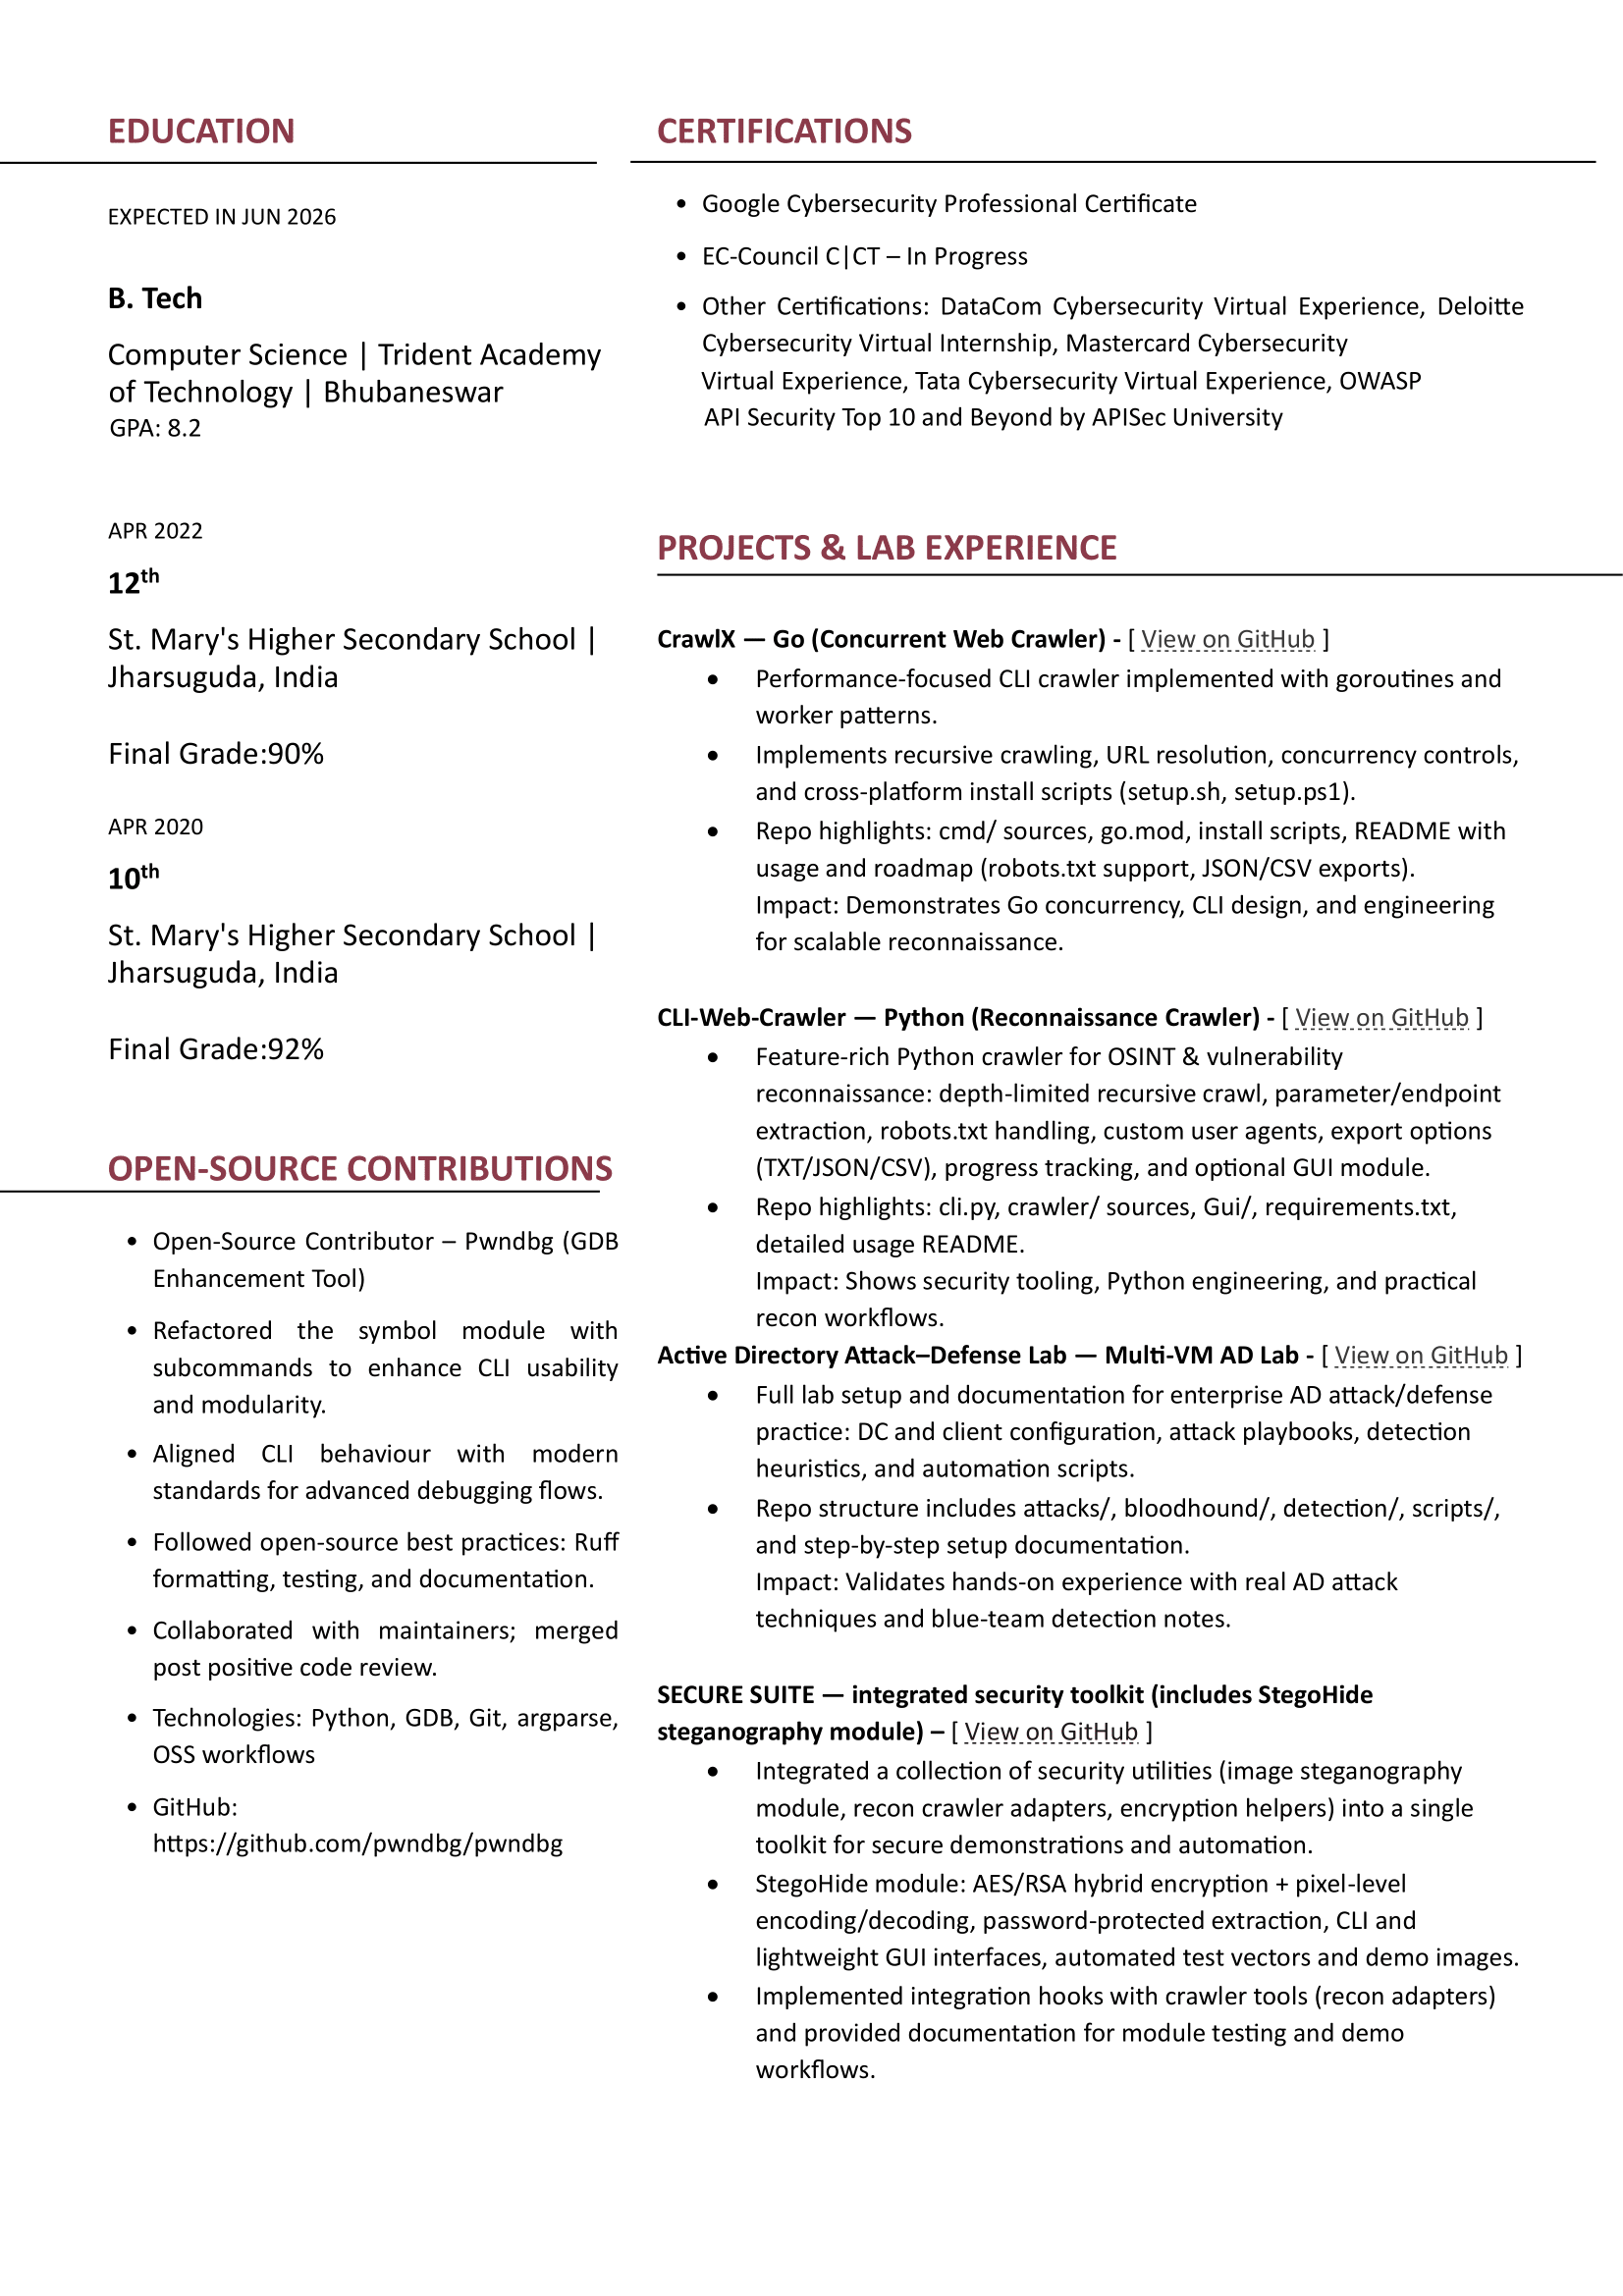 EDUCATION
EXPECTED IN JUN 2026
B. Tech
Computer Science | Trident Academy
of Technology | Bhubaneswar
GPA: 8.2
APR 2022
12th
St. Mary's Higher Secondary School |
Jharsuguda, India
Final Grade:90%
APR 2020
10th
St. Mary's Higher Secondary School |
Jharsuguda, India
Final Grade:92%
OPEN-SOURCE CONTRIBUTIONS
• Open-Source Contributor – Pwndbg (GDB
Enhancement Tool)
• Refactored the symbol module with
subcommands to enhance CLI usability
and modularity.
• Aligned CLI behaviour with modern
standards for advanced debugging flows.
• Followed open-source best practices: Ruff
formatting, testing, and documentation.
• Collaborated with maintainers; merged
post positive code review.
• Technologies: Python, GDB, Git, argparse,
OSS workflows
• GitHub:
https://github.com/pwndbg/pwndbg
CERTIFICATIONS
• Google Cybersecurity Professional Certificate
• EC-Council C|CT – In Progress
• Other Certifications: DataCom Cybersecurity Virtual Experience, Deloitte
Cybersecurity Virtual Internship, Mastercard Cybersecurity
Virtual Experience, Tata Cybersecurity Virtual Experience, OWASP
API Security Top 10 and Beyond by APISec University
PROJECTS & LAB EXPERIENCE
CrawlX — Go (Concurrent Web Crawler) - [ View on GitHub ]
• Performance-focused CLI crawler implemented with goroutines and
worker patterns.
• Implements recursive crawling, URL resolution, concurrency controls,
and cross-platform install scripts (setup.sh, setup.ps1).
• Repo highlights: cmd/ sources, go.mod, install scripts, README with
usage and roadmap (robots.txt support, JSON/CSV exports).
Impact: Demonstrates Go concurrency, CLI design, and engineering
for scalable reconnaissance.
CLI-Web-Crawler — Python (Reconnaissance Crawler) - [ View on GitHub ]
• Feature-rich Python crawler for OSINT & vulnerability
reconnaissance: depth-limited recursive crawl, parameter/endpoint
extraction, robots.txt handling, custom user agents, export options
(TXT/JSON/CSV), progress tracking, and optional GUI module.
• Repo highlights: cli.py, crawler/ sources, Gui/, requirements.txt,
detailed usage README.
Impact: Shows security tooling, Python engineering, and practical
recon workflows.
Active Directory Attack–Defense Lab — Multi-VM AD Lab - [ View on GitHub ]
• Full lab setup and documentation for enterprise AD attack/defense
practice: DC and client configuration, attack playbooks, detection
heuristics, and automation scripts.
• Repo structure includes attacks/, bloodhound/, detection/, scripts/,
and step-by-step setup documentation.
Impact: Validates hands-on experience with real AD attack
techniques and blue-team detection notes.
SECURE SUITE — integrated security toolkit (includes StegoHide
steganography module) – [ View on GitHub ]
• Integrated a collection of security utilities (image steganography
module, recon crawler adapters, encryption helpers) into a single
toolkit for secure demonstrations and automation.
• StegoHide module: AES/RSA hybrid encryption + pixel-level
encoding/decoding, password-protected extraction, CLI and
lightweight GUI interfaces, automated test vectors and demo images.
• Implemented integration hooks with crawler tools (recon adapters)
and provided documentation for module testing and demo
workflows.